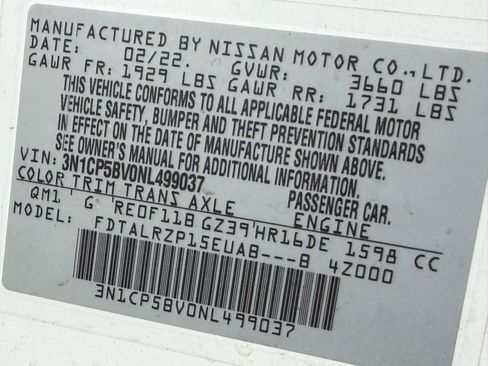 MANUFACTURED BY NISSAN MOTOR CO., LTD.
DATE: 02/22. GVWR: 3660 LBS
GAWR FR: 1929 LBS GAWR RR: 1731 LBS
THIS VEHICLE CONFORMS TO ALL APPLICABLE FEDERAL MOTOR
VEHICLE SAFETY, BUMPER AND THEFT PREVENTION STANDARDS
IN EFFECT ON THE DATE OF MANUFACTURE SHOWN ABOVE.
SEE OWNER'S MANUAL FOR ADDITIONAL INFORMATION.
VIN: 3N1CP5BV0NL499037 PASSENGER CAR.
COLOR TRIM TRANS AXLE ENGINE
QM1 G RE0F11B GZ39 HR16DE 1598 CC
MODEL: FDTALRZP15EUAB---B 4Z000
3N1CP5BV0NL499037